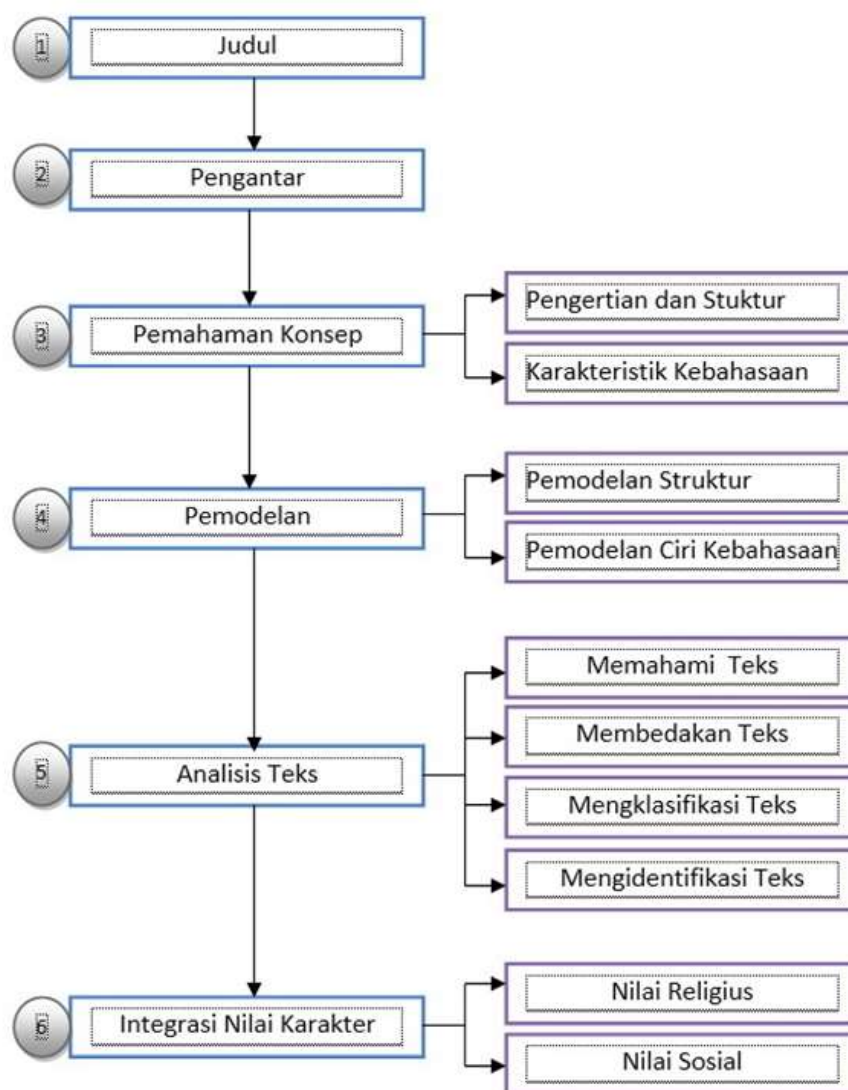 1
Judul
2
Pengantar
3
Pemahaman Konsep
Pengertian dan Stuktur
Karakteristik Kebahasaan
4
Pemodelan
Pemodelan Struktur
Pemodelan Ciri Kebahasaan
5
Analisis Teks
Memahami Teks
Membedakan Teks
Mengklasifikasi Teks
Mengidentifikasi Teks
6
Integrasi Nilai Karakter
Nilai Religius
Nilai Sosial